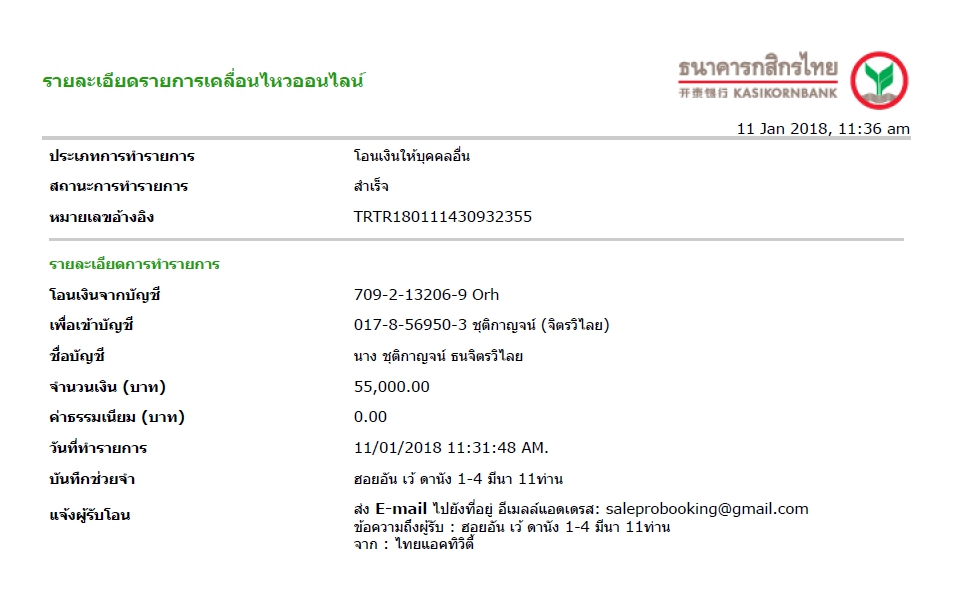 รายละเอียดรายการเคลื่อนไหวออนไลน์
ธนาคารกสิกรไทย
开泰银行 KASIKORNBANK
11 Jan 2018, 11:36 am
ประเภทการทำรายการ โอนเงินให้บุคคลอื่น
สถานะการทำรายการ สำเร็จ
หมายเลขอ้างอิง TRTR180111430932355
รายละเอียดการทำรายการ
โอนเงินจากบัญชี 709-2-13206-9 Orh
เพื่อเข้าบัญชี 017-8-56950-3 ชุติกาญจน์ (จิตรวิไลย)
ชื่อบัญชี นาง ชุติกาญจน์ ธนจิตรวิไลย
จำนวนเงิน (บาท) 55,000.00
ค่าธรรมเนียม (บาท) 0.00
วันที่ทำรายการ 11/01/2018 11:31:48 AM.
บันทึกช่วยจำ ฮอยอัน เว้ ดานัง 1-4 มีนา 11ท่าน
แจ้งผู้รับโอน ส่ง E-mail ไปยังที่อยู่ อีเมลล์แอดเดรส: saleprobooking@gmail.com
ข้อความถึงผู้รับ : ฮอยอัน เว้ ดานัง 1-4 มีนา 11ท่าน
จาก : ไทยแอคทิวิตี้